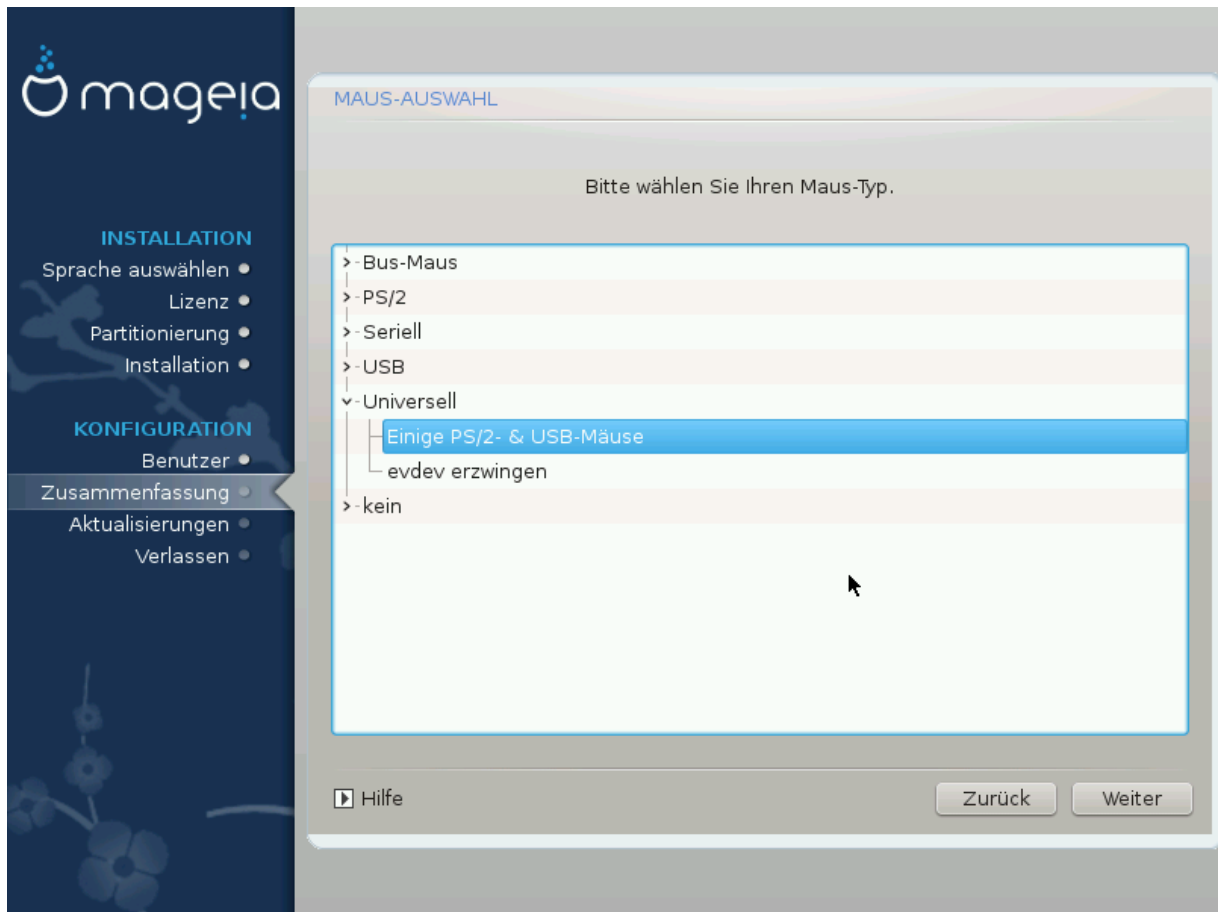 mageia
INSTALLATION
Sprache auswählen
Lizenz
Partitionierung
Installation
KONFIGURATION
Benutzer
Zusammenfassung
Aktualisierungen
Verlassen
MAUS-AUSWAHL
Bitte wählen Sie Ihren Maus-Typ.
Bus-Maus
PS/2
Seriell
USB
Universell
Einige PS/2- & USB-Mäuse
evdev erzwingen
kein
Hilfe
Zurück
Weiter